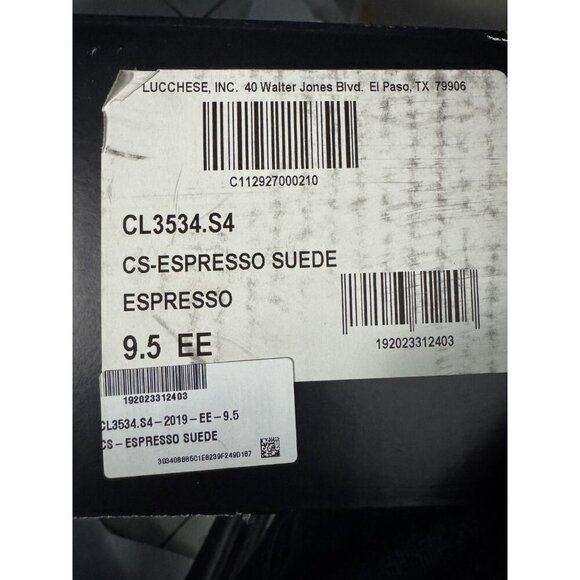 LUCCHESE, INC. 40 Walter Jones Blvd. El Paso, TX 79906
C112927000210
CL3534.S4
CS-ESPRESSO SUEDE
ESPRESSO
9.5 EE
192023312403
192023312403
CL3534.S4-2019-EE-9.5
CS-ESPRESSO SUEDE